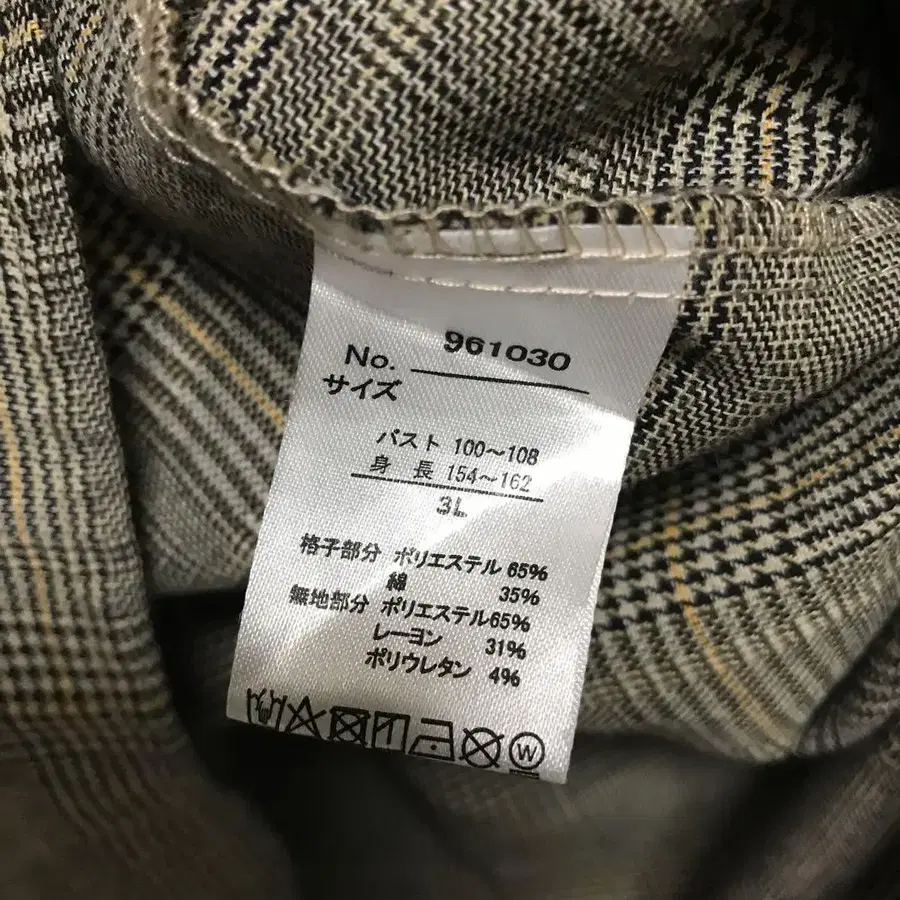 No. 961030
サイズ
バスト 100～108
身 長 154～162
3L
格子部分 ポリエステル 65%
綿 35%
無地部分 ポリエステル65%
レーヨン 31%
ポリウレタン 4%
W